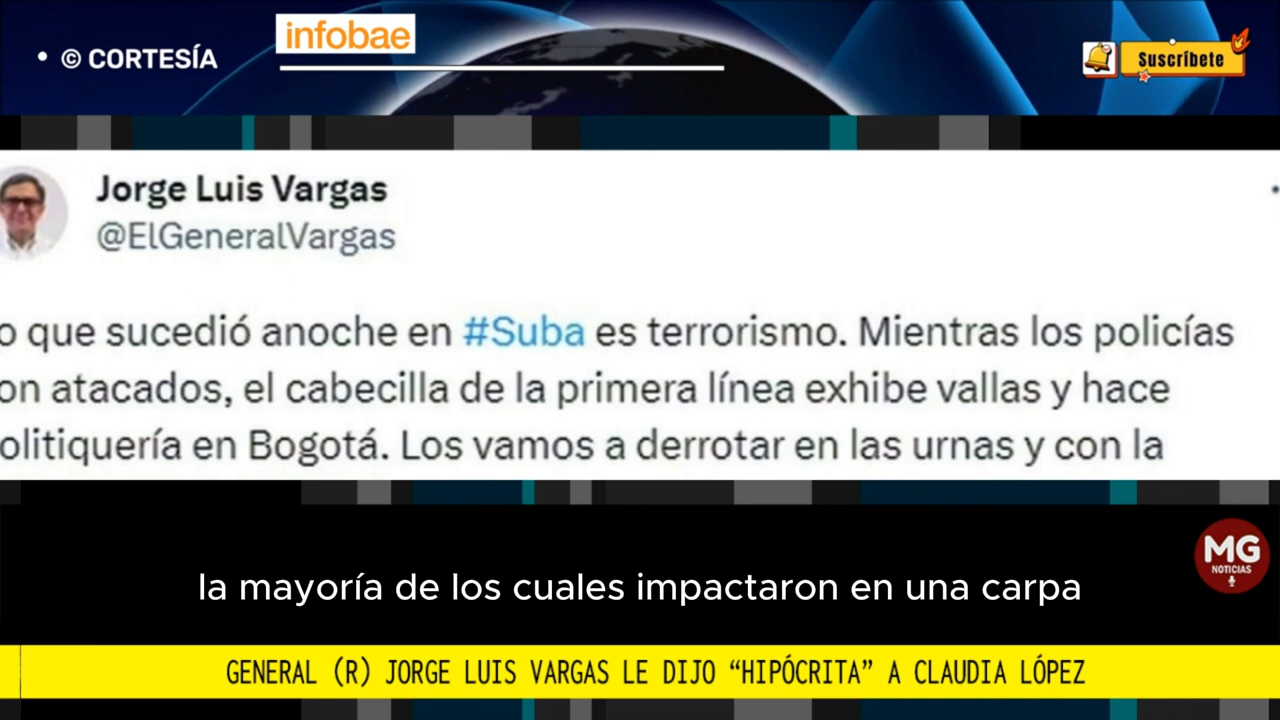 • © CORTESÍA
infobae
Suscríbete
Jorge Luis Vargas
@ElGeneralVargas
o que sucedió anoche en #Suba es terrorismo. Mientras los policías
on atacados, el cabecilla de la primera línea exhibe vallas y hace
olitiquería en Bogotá. Los vamos a derrotar en las urnas y con la
la mayoría de los cuales impactaron en una carpa
MG
NOTICIAS
GENERAL (R) JORGE LUIS VARGAS LE DIJO “HIPÓCRITA” A CLAUDIA LÓPEZ